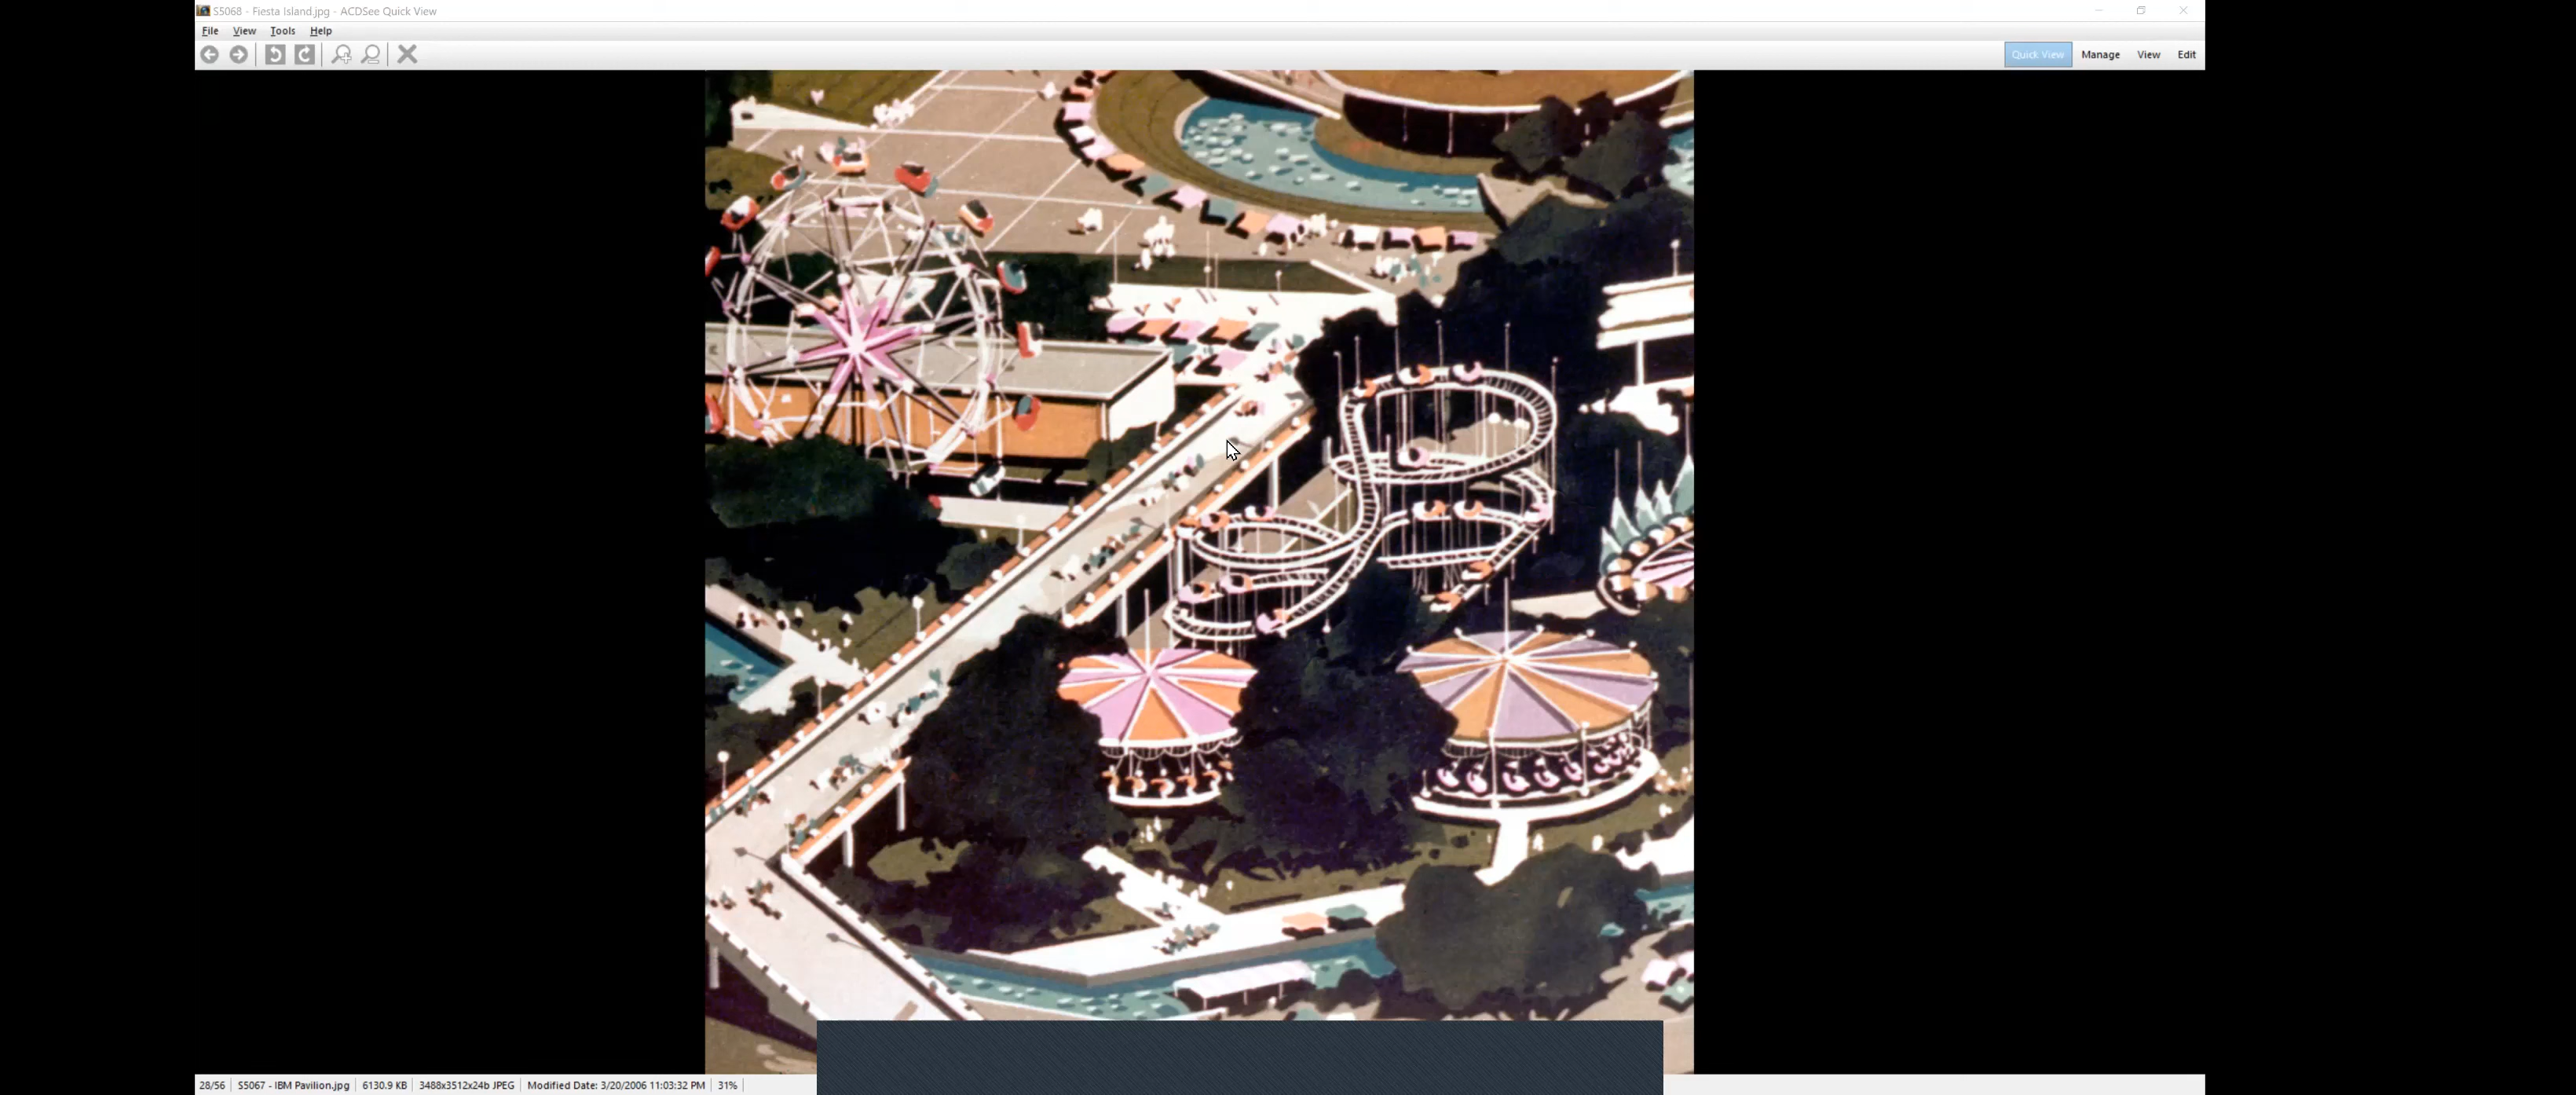 S5068 - Fiesta Island.jpg - ACDSee Quick View
File View Tools Help
Quick View Manage View Edit
28/56 S5067 - IBM Pavilion.jpg 6130.9 KB 3488x3512x24b JPEG Modified Date: 3/20/2006 11:03:32 PM 31%